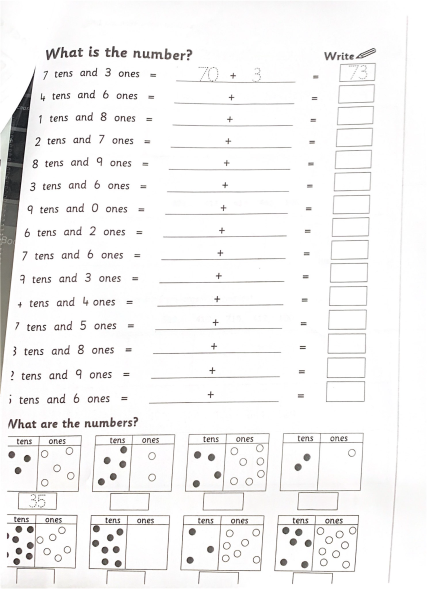 What is the number?
Write
7 tens and 3 ones = 70 + 3 = 73
4 tens and 6 ones = + =
1 tens and 8 ones = + =
2 tens and 7 ones = + =
8 tens and 9 ones = + =
3 tens and 6 ones = + =
9 tens and 0 ones = + =
6 tens and 2 ones = + =
7 tens and 6 ones = + =
9 tens and 3 ones = + =
tens and 4 ones = + =
7 tens and 5 ones = + =
tens and 8 ones = + =
tens and 9 ones = + =
tens and 6 ones = + =
What are the numbers?
tens ones tens ones tens ones tens ones
35
tens ones tens ones tens ones tens ones